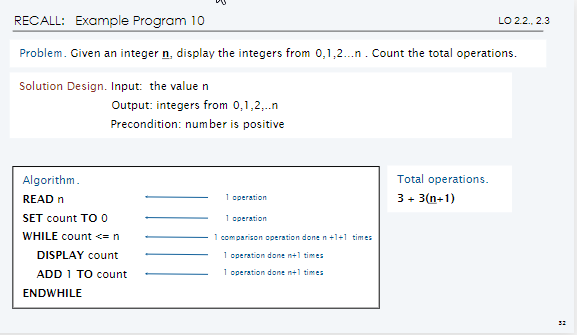 RECALL: Example Program 10
LO 2.2., 2.3
Problem. Given an integer n, display the integers from 0,1,2...n . Count the total operations.
Solution Design. Input: the value n
Output: integers from 0,1,2,..n
Precondition: number is positive
Algorithm.
READ n
1 operation
SET count TO 0
1 operation
WHILE count <= n
1 comparison operation done n +1+1 times
DISPLAY count
1 operation done n+1 times
ADD 1 TO count
1 operation done n+1 times
ENDWHILE
Total operations.
3 + 3(n+1)
32